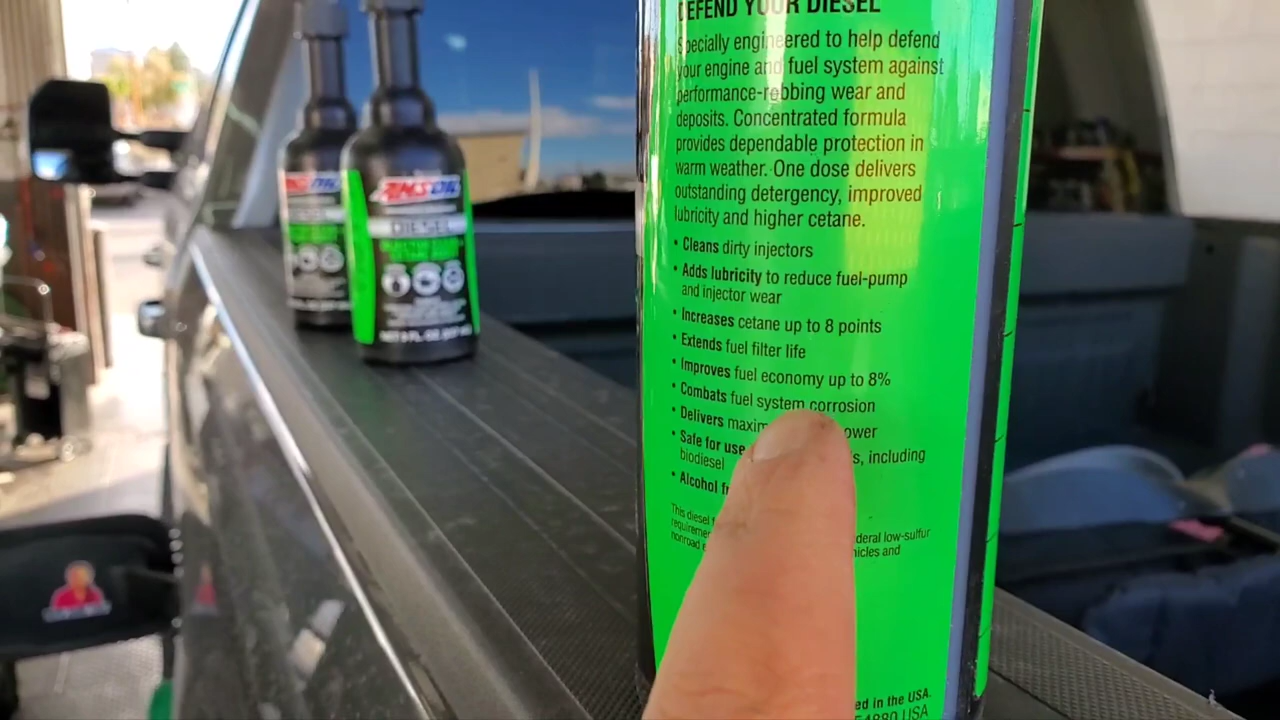 DEFEND YOUR DIESEL
Specially engineered to help defend
your engine and fuel system against
performance-robbing wear and
deposits. Concentrated formula
provides dependable protection in
warm weather. One dose delivers
outstanding detergency, improved
lubricity and higher cetane.
• Cleans dirty injectors
• Adds lubricity to reduce fuel-pump
and injector wear
• Increases cetane up to 8 points
• Extends fuel filter life
• Improves fuel economy up to 8%
• Combats fuel system corrosion
• Delivers maxim ower
• Safe for use s, including
biodiesel
• Alcohol fr
This diesel f deral low-sulfur
requiremen
nonroad e hicles and
ed in the USA.
54880 USA
AMSOIL
DIESEL
AMSOIL